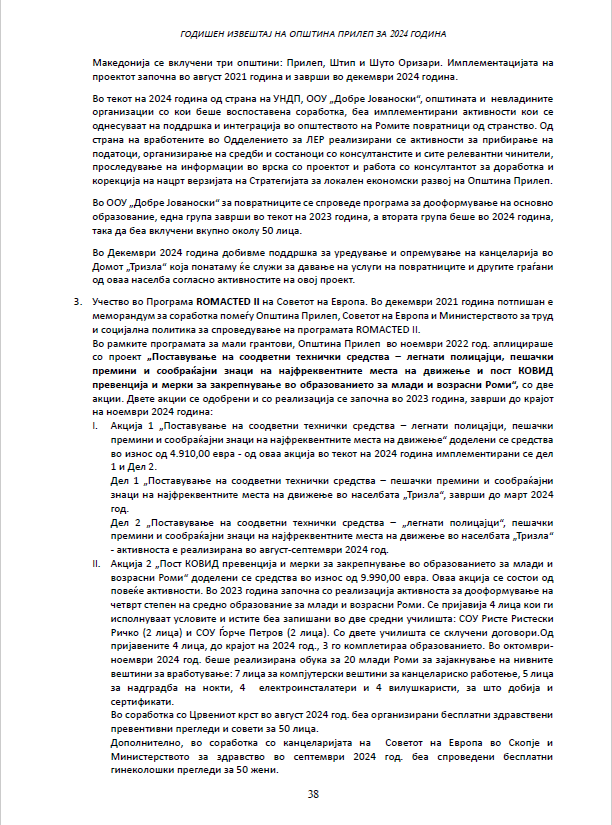 ГОДИШЕН ИЗВЕШТАЈ НА ОПШТИНА ПРИЛЕП ЗА 2024 ГОДИНА
Македонија се вклучени три општини: Прилеп, Штип и Шуто Оризари. Имплементацијата на
проектот започна во август 2021 година и заврши во декември 2024 година.
Во текот на 2024 година од страна на УНДП, ООУ „Добре Јованоски“, општината и невладините
организации со кои беше воспоставена соработка, беа имплементирани активности кои се
однесуваат на поддршка и интеграција во општеството на Ромите повратници од странство. Од
страна на вработените во Одделението за ЛЕР реализирани се активности за прибирање на
податоци, организирање на средби и состаноци со консултантите и сите релевантни чинители,
проследување на информации во врска со проектот и работа со консултантот за доработка и
корекција на нацрт верзијата на Стратегијата за локален економски развој на Општина Прилеп.
Во ООУ „Добре Јованоски“ за повратниците се спроведе програма за дооформување на основно
образование, една група заврши во текот на 2023 година, а втората група беше во 2024 година,
така да беа вклучени вкупно околу 50 лица.
Во Декември 2024 година добивме поддршка за уредување и опремување на канцеларија во
Домот „Тризла“ која понатаму ќе служи за давање на услуги на повратниците и другите граѓани
од оваа населба согласно активностите на овој проект.
3. Учество во Програма ROMACTED II на Советот на Европа. Во декември 2021 година потпишан е
меморандум за соработка помеѓу Општина Прилеп, Советот на Европа и Министерството за труд
и социјална политика за спроведување на програмата ROMACTED II.
Во рамките програмата за мали грантови, Општина Прилеп во ноември 2022 год. аплицираше
со проект „Поставување на соодветни технички средства – легнати полицајци, пешачки
премини и сообраќајни знаци на најфреквентните места на движење и пост КОВИД
превенција и мерки за закрепнување во образованието за млади и возрасни Роми“, со две
акции. Двете акции се одобрени и со реализација се започна во 2023 година, заврши до крајот
на ноември 2024 година:
I. Акција 1 „Поставување на соодветни технички средства – легнати полицајци, пешачки
премини и сообраќајни знаци на најфреквентните места на движење“ доделени се средства
во износ од 4.910,00 евра - од оваа акција во текот на 2024 година имплементирани се дел
1 и Дел 2.
Дел 1 „Поставување на соодветни технички средства – пешачки премини и сообраќајни
знаци на најфреквентните места на движење во населбата „Тризла“, заврши до март 2024
год.
Дел 2 „Поставување на соодветни технички средства – „легнати полицајци“, пешачки
премини и сообраќајни знаци на најфреквентните места на движење во населбата „Тризла“
- активноста е реализирана во август-септември 2024 год.
II. Акција 2 „Пост КОВИД превенција и мерки за закрепнување во образованието за млади и
возрасни Роми“ доделени се средства во износ од 9.990,00 евра. Оваа акција се состои од
повеќе активности. Во 2023 година започна со реализација активноста за дооформување на
четврт степен на средно образование за млади и возрасни Роми. Се пријавија 4 лица кои ги
исполнуваат условите и истите беа запишани во две средни училишта: СОУ Ристе Ристески
Ричко (2 лица) и СОУ Ѓорче Петров (2 лица). Со двете училишта се склучени договори.Од
пријавените 4 лица, до крајот на 2024 год., 3 го комплетираа образованието. Во октомври-
ноември 2024 год. беше реализирана обука за 20 млади Роми за зајакнување на нивните
вештини за вработување: 7 лица за компјутерски вештини за канцелариско работење, 5 лица
за надградба на нокти, 4 електроинсталатери и 4 вилушкаристи, за што добија и
сертификати.
Во соработка со Црвениот крст во август 2024 год. беа организирани бесплатни здравствени
превентивни прегледи и совети за 50 лица.
Дополнително, во соработка со канцеларијата на Советот на Европа во Скопје и
Министерството за здравство во септември 2024 год. беа спроведени бесплатни
гинеколошки прегледи за 50 жени.
38